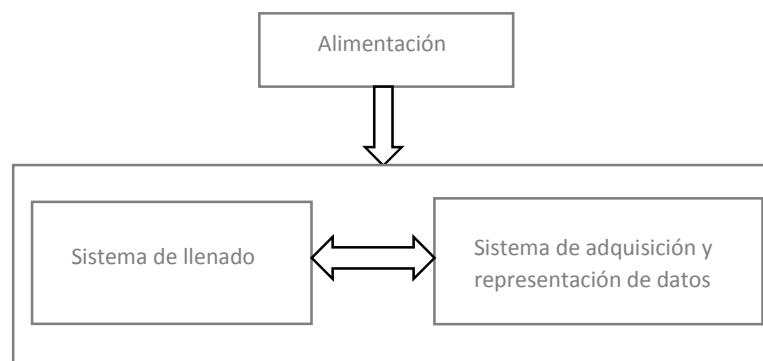 Alimentación
Sistema de llenado
Sistema de adquisición y
representación de datos